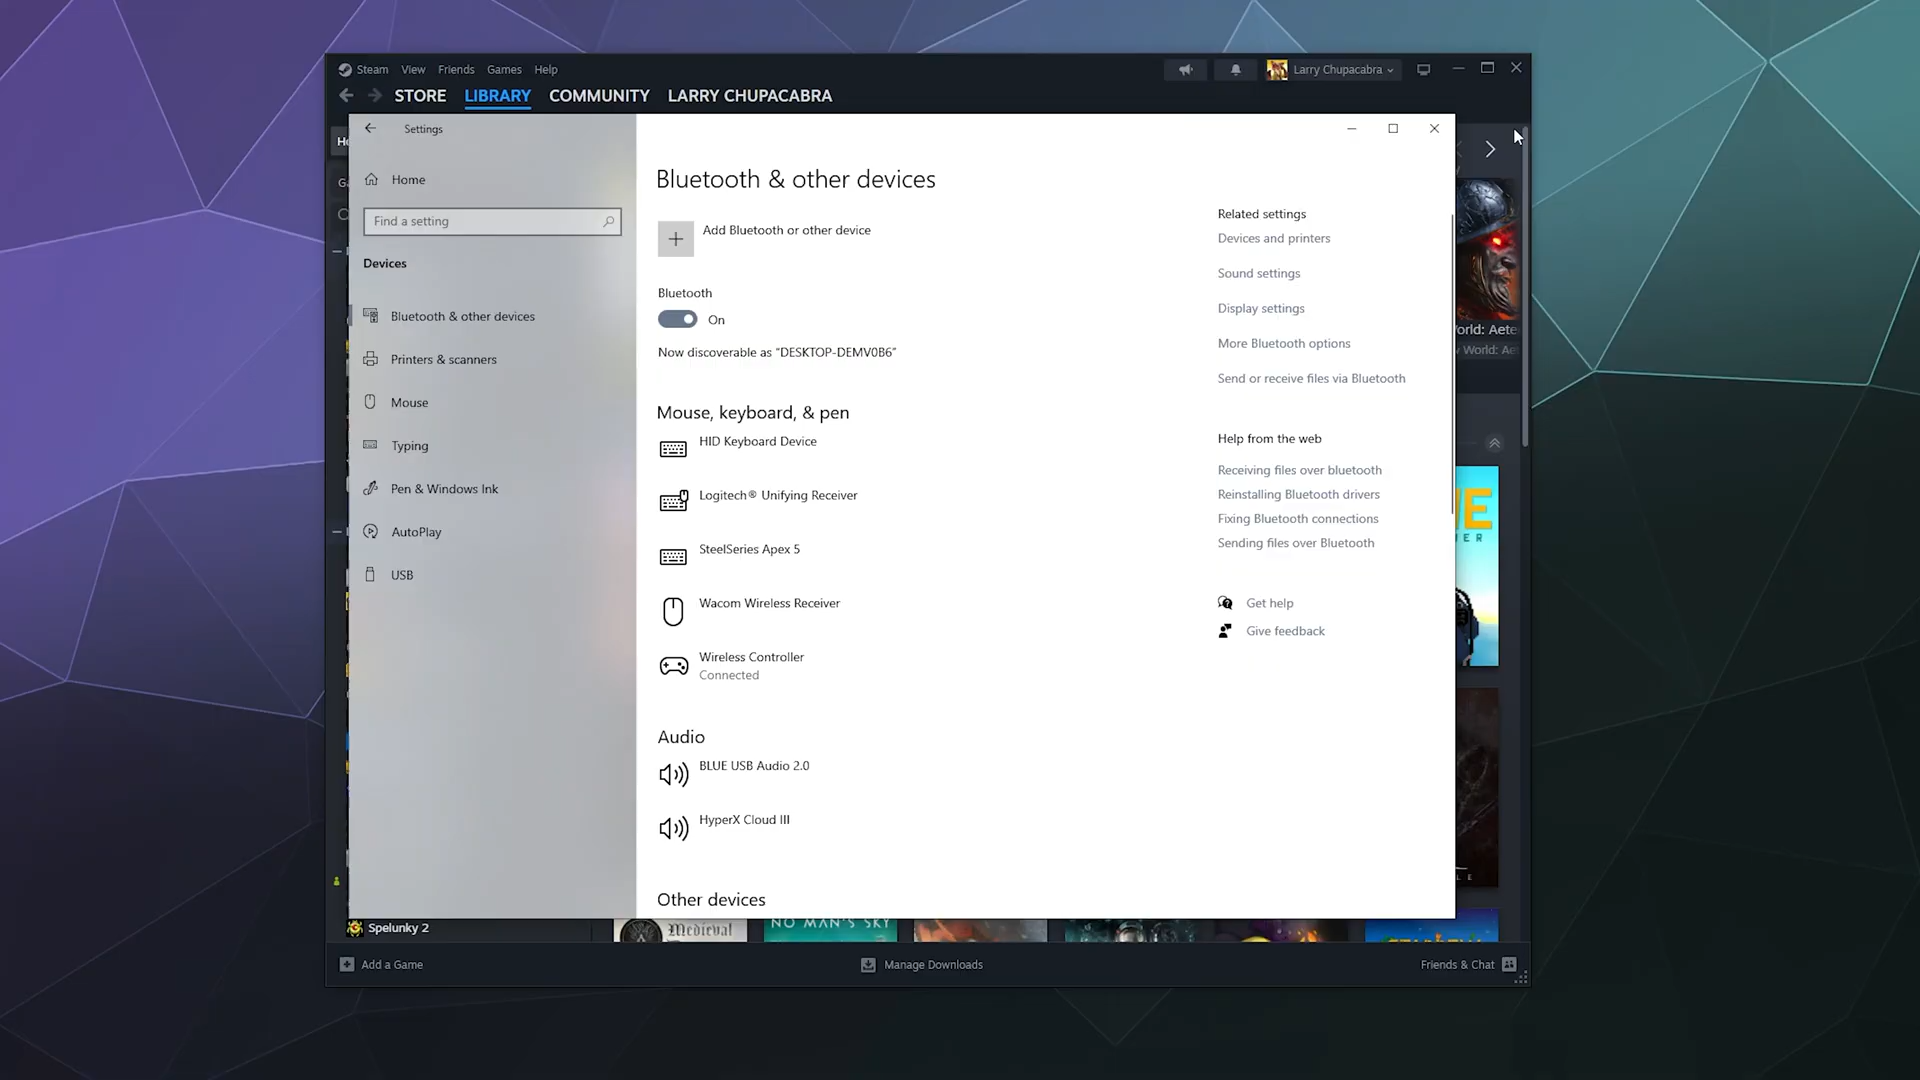 Steam View Friends Games Help
Larry Chupacabra
STORE LIBRARY COMMUNITY LARRY CHUPACABRA
Settings
Home
Find a setting
Devices
Bluetooth & other devices
Printers & scanners
Mouse
Typing
Pen & Windows Ink
AutoPlay
USB
Bluetooth & other devices
Add Bluetooth or other device
Bluetooth
On
Now discoverable as “DESKTOP-DEMV0B6”
Mouse, keyboard, & pen
HID Keyboard Device
Logitech® Unifying Receiver
SteelSeries Apex 5
Wacom Wireless Receiver
Wireless Controller
Connected
Audio
BLUE USB Audio 2.0
HyperX Cloud III
Other devices
Related settings
Devices and printers
Sound settings
Display settings
More Bluetooth options
Send or receive files via Bluetooth
Help from the web
Receiving files over bluetooth
Reinstalling Bluetooth drivers
Fixing Bluetooth connections
Sending files over Bluetooth
Get help
Give feedback
orld: Aete
World: Ae
E
ER
LE
Spelunky 2
Medieval
NO MAN'S SKY
Add a Game
Manage Downloads
Friends & Chat